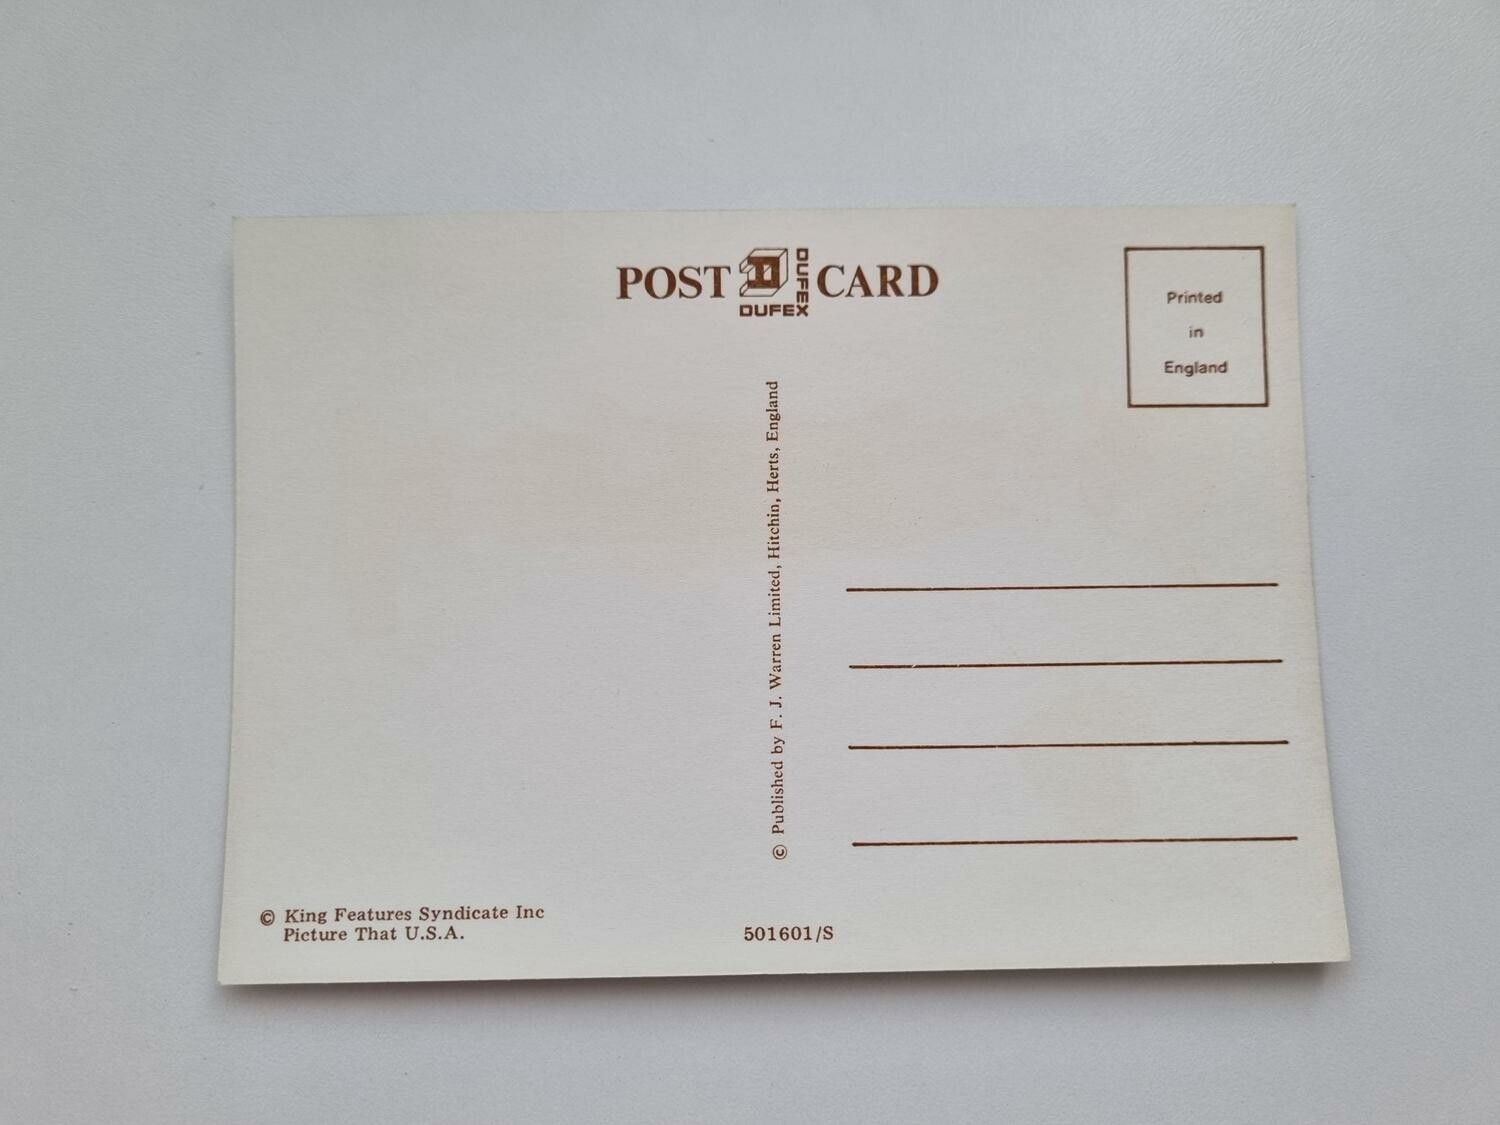 POST DUFEX DUFEX CARD
Printed
in
England
© Published by F. J. Warren Limited, Hitchin, Herts, England
© King Features Syndicate Inc
Picture That U.S.A.
501601/S